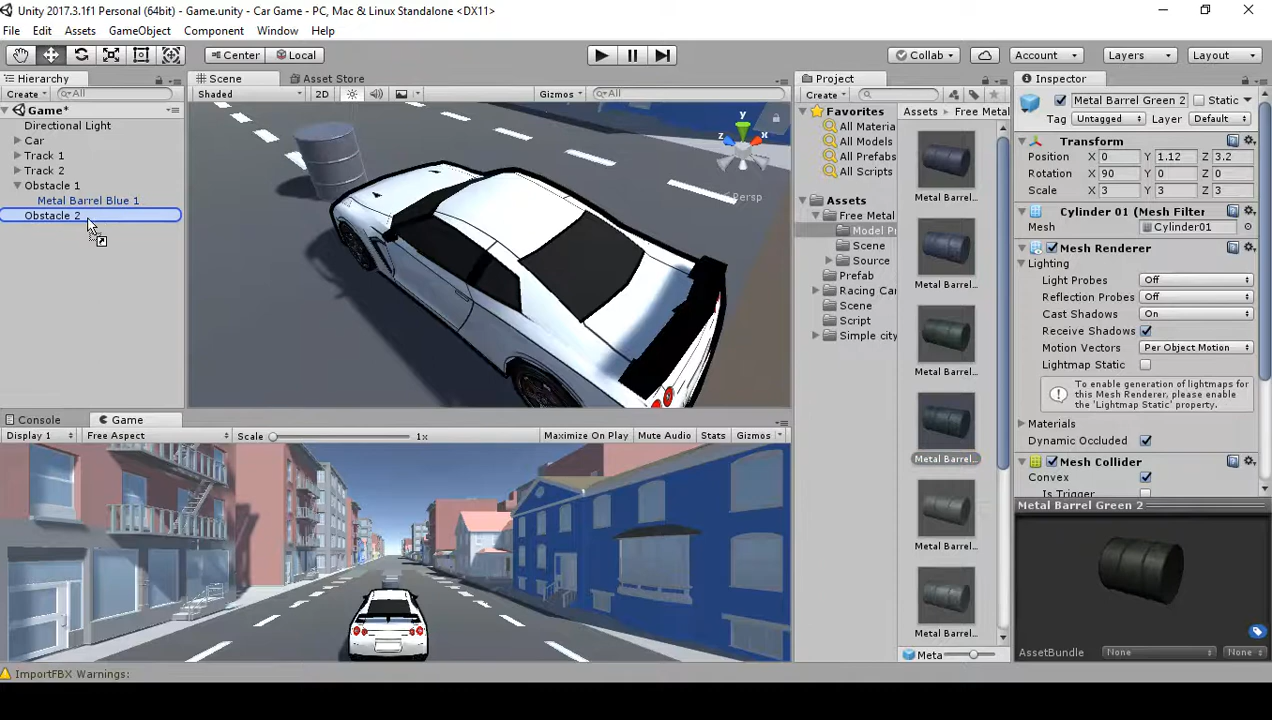 Unity 2017.3.1f1 Personal (64bit) - Game.unity - Car Game - PC, Mac & Linux Standalone <DX11>
File Edit Assets GameObject Component Window Help
Center Local Collab Account Layers Layout
Hierarchy
Create All
Game*
Directional Light
Car
Track 1
Track 2
Obstacle 1
Metal Barrel Blue 1
Obstacle 2
Scene Asset Store
Shaded 2D Gizmos All
y
z x
Persp
Console Game
Display 1 Free Aspect Scale 1x Maximize On Play Mute Audio Stats Gizmos
Project
Create
Favorites
All Materia
All Models
All Prefabs
All Scripts
Assets
Free Metal
Model Pr
Scene
Source
Prefab
Racing Car
Scene
Script
Simple city
Assets Free Metal
Metal Barrel...
Metal Barrel...
Metal Barrel...
Metal Barrel...
Metal Barrel...
Metal Barrel...
Meta
Inspector
Metal Barrel Green 2 Static
Tag Untagged Layer Default
Transform
Position X 0 Y 1.12 Z 3.2
Rotation X 90 Y 0 Z 0
Scale X 3 Y 3 Z 3
Cylinder 01 (Mesh Filter
Mesh Cylinder01
Mesh Renderer
Lighting
Light Probes Off
Reflection Probes Off
Cast Shadows On
Receive Shadows
Motion Vectors Per Object Motion
Lightmap Static
To enable generation of lightmaps for
this Mesh Renderer, please enable
the 'Lightmap Static' property.
Materials
Dynamic Occluded
Mesh Collider
Convex
Is Trigger
Metal Barrel Green 2
AssetBundle None None
ImportFBX Warnings: